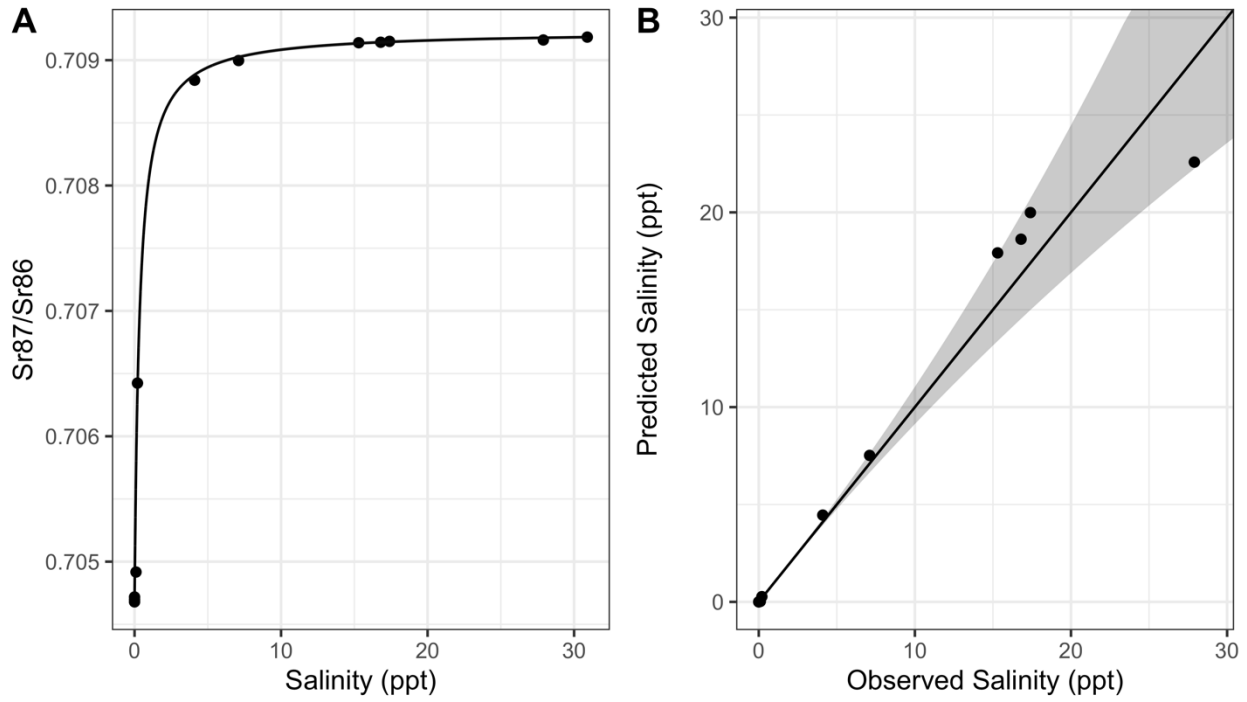 A
Sr87/Sr86
0.709
0.708
0.707
0.706
0.705
0 10 20 30
Salinity (ppt)
B
Predicted Salinity (ppt)
30
20
10
0
0 10 20 30
Observed Salinity (ppt)